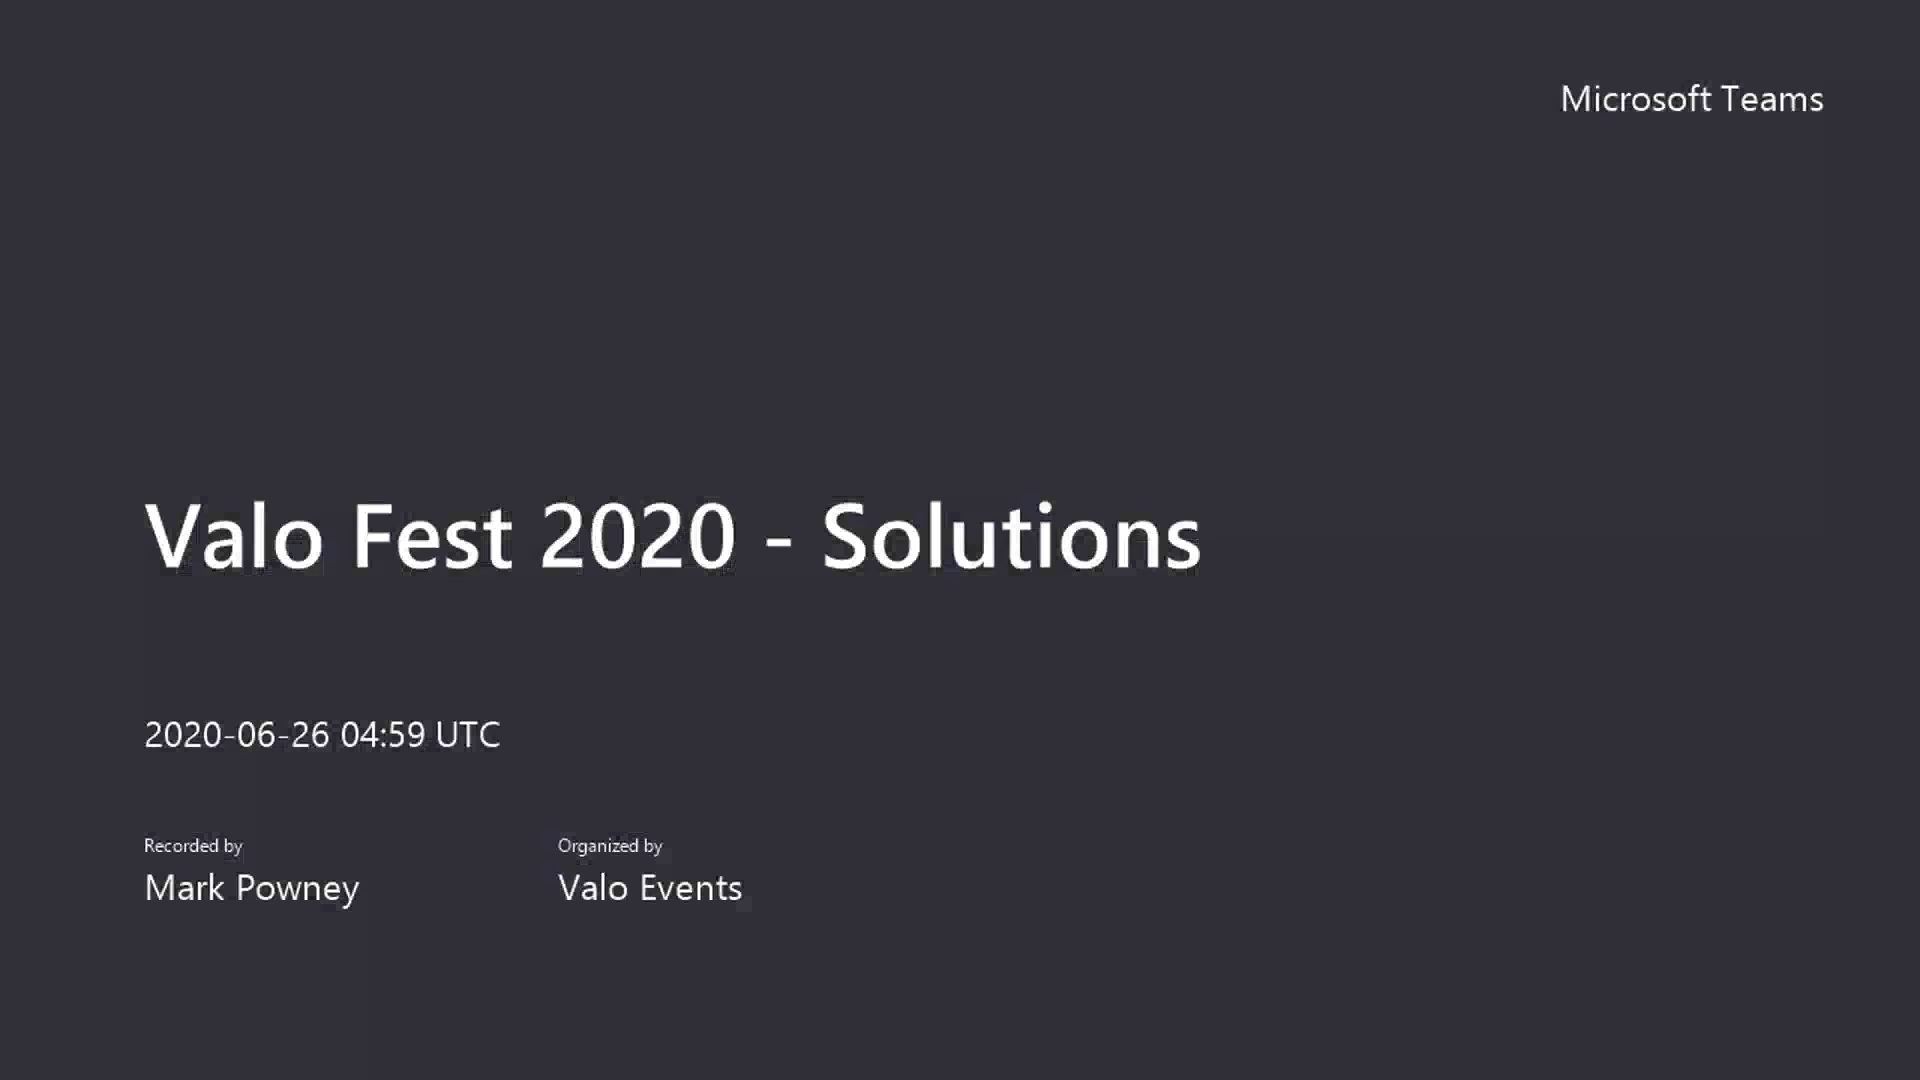 Microsoft Teams
Valo Fest 2020 - Solutions
2020-06-26 04:59 UTC
Recorded by
Mark Powney
Organized by
Valo Events